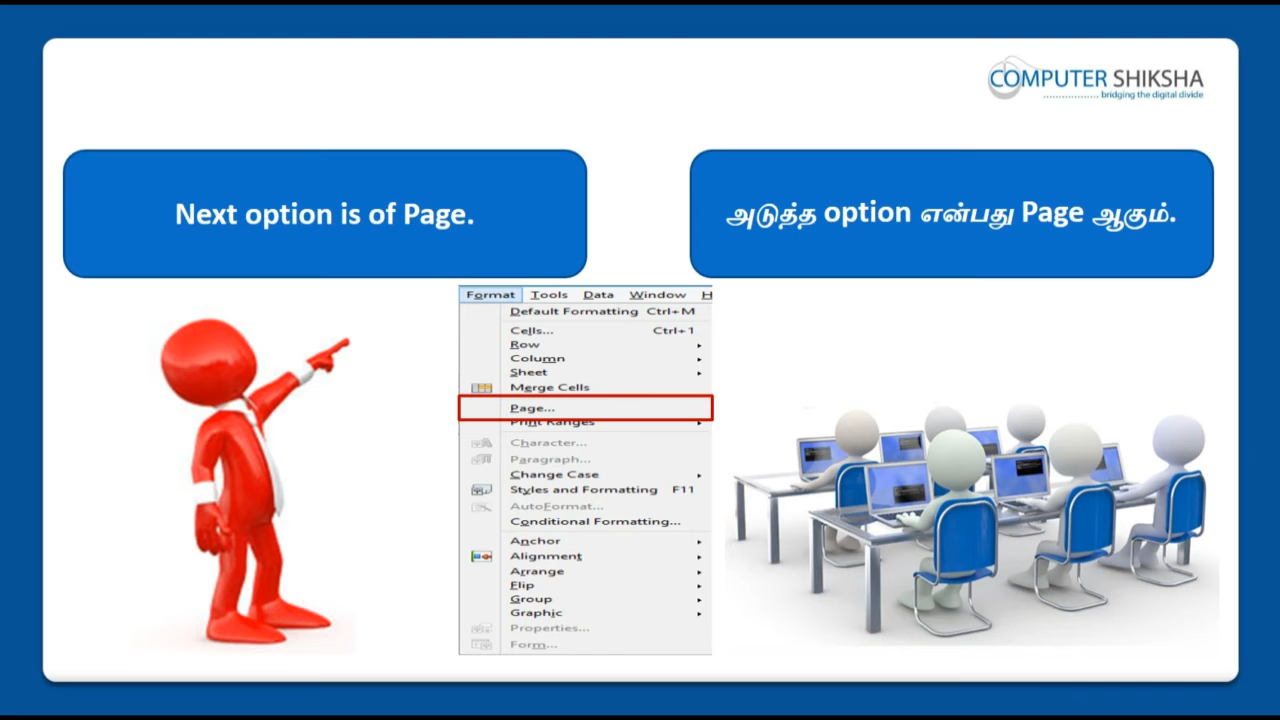 COMPUTER SHIKSHA
bridging the digital divide
Next option is of Page.
அடுத்த option என்பது Page ஆகும்.
Format Tools Data Window H
Default Formatting Ctrl+M
Cells... Ctrl+1
Row
Column
Sheet
Merge Cells
Page...
Print Ranges
Character...
Paragraph...
Change Case
Styles and Formatting F11
AutoFormat...
Conditional Formatting...
Anchor
Alignment
Arrange
Flip
Group
Graphic
Properties...
Form...